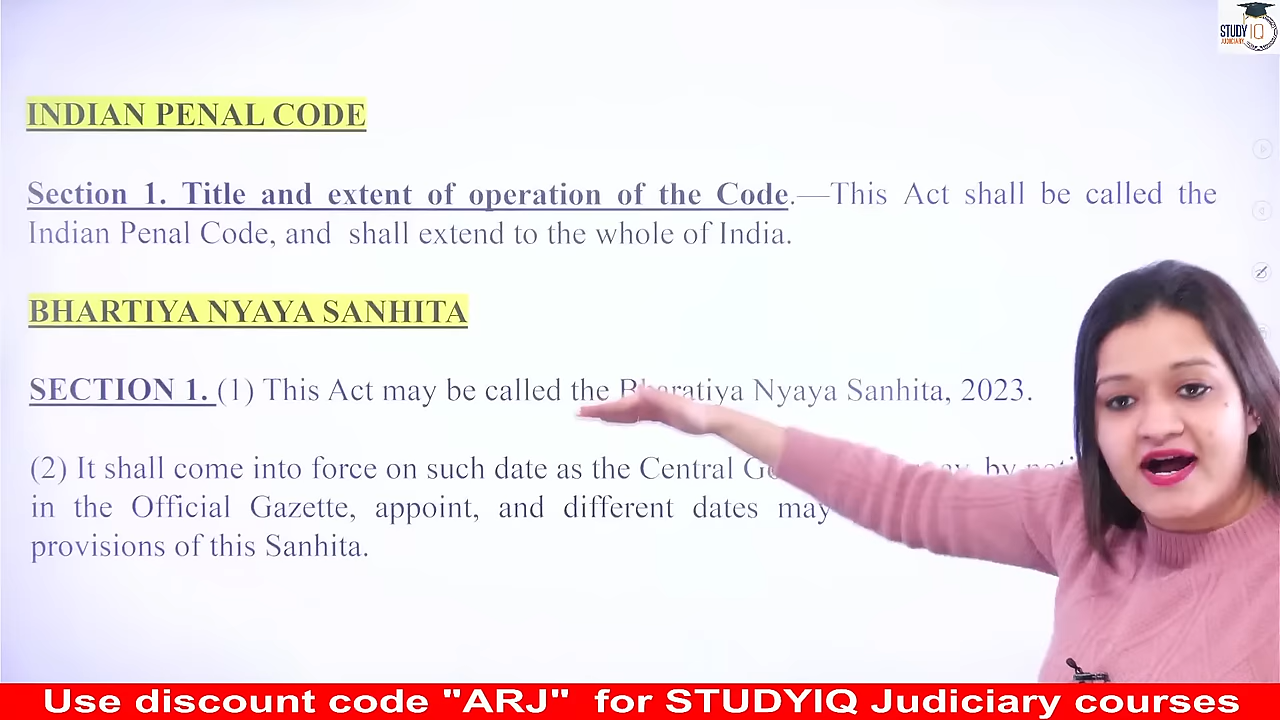 STUDY IQ
JUDICIARY
INDIAN PENAL CODE
Section 1. Title and extent of operation of the Code.—This Act shall be called the
Indian Penal Code, and shall extend to the whole of India.
BHARTIYA NYAYA SANHITA
SECTION 1. (1) This Act may be called the Bharatiya Nyaya Sanhita, 2023.
(2) It shall come into force on such date as the Central by
in the Official Gazette, appoint, and different dates may
provisions of this Sanhita.
Use discount code "ARJ" for STUDYIQ Judiciary courses